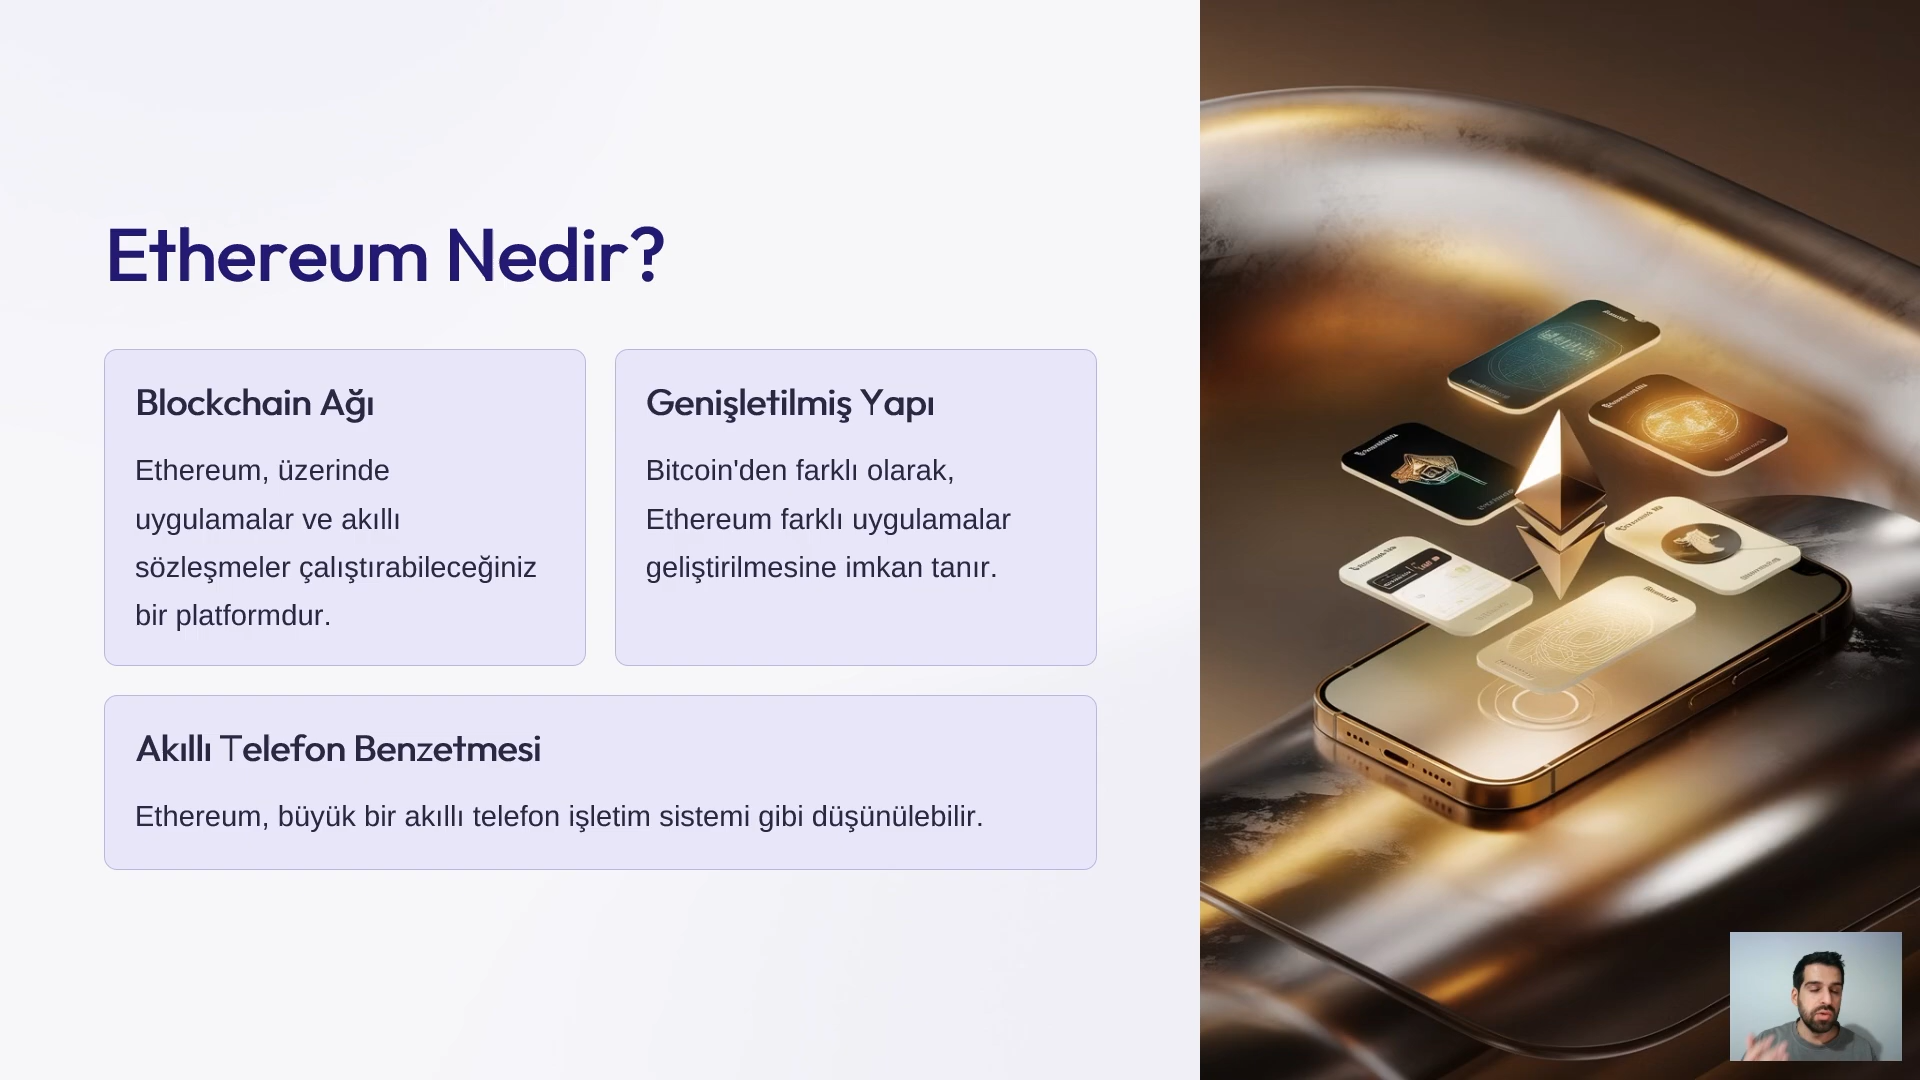 Ethereum Nedir?
Blockchain Ağı
Ethereum, üzerinde
uygulamalar ve akıllı
sözleşmeler çalıştırabileceğiniz
bir platformdur.
Genişletilmiş Yapı
Bitcoin'den farklı olarak,
Ethereum farklı uygulamalar
geliştirilmesine imkan tanır.
Akıllı Telefon Benzetmesi
Ethereum, büyük bir akıllı telefon işletim sistemi gibi düşünülebilir.